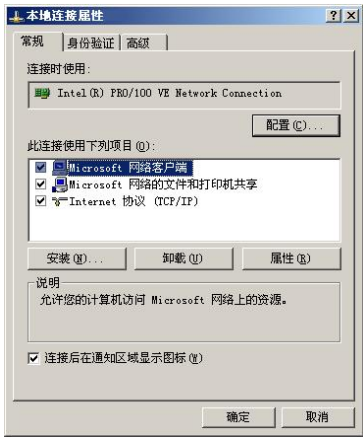 本地连接属性
常规 身份验证 高级
连接时使用:
Intel(R) PRO/100 VE Network Connection
配置(C)...
此连接使用下列项目(O):
Microsoft 网络客户端
Microsoft 网络的文件和打印机共享
Internet 协议 (TCP/IP)
安装(N)... 卸载(U) 属性(R)
说明
允许您的计算机访问 Microsoft 网络上的资源。
连接后在通知区域显示图标(W)
确定 取消